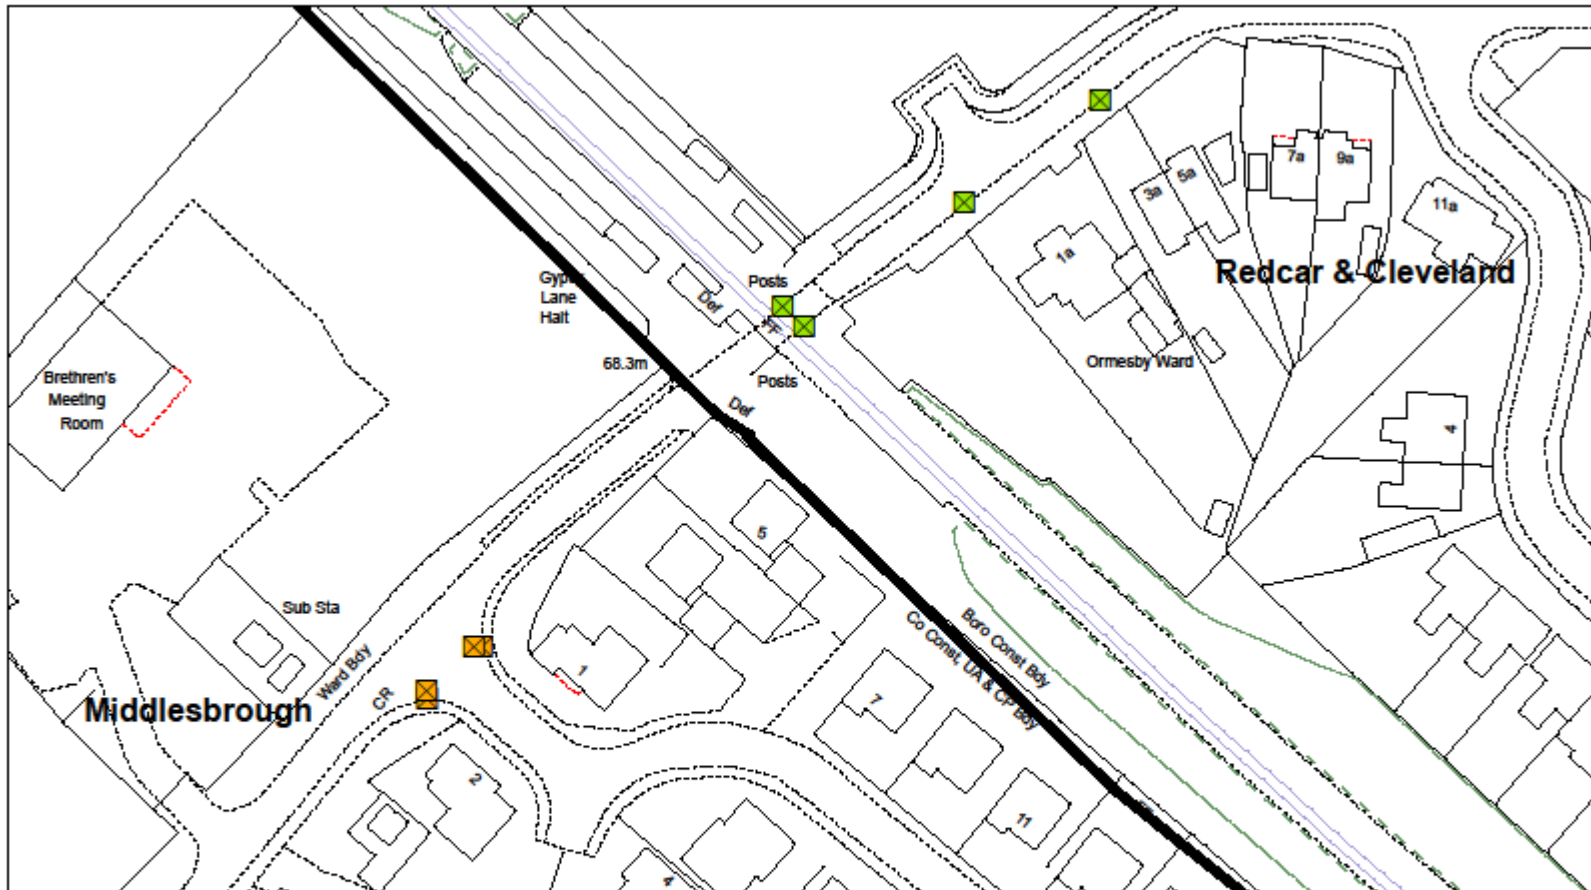 7a
9a
3a
5a
11a
1a
Redcar & Cleveland
Gypsy
Lane
Halt
Posts
Def
FP
68.3m
Ormesby Ward
Brethren's
Meeting
Room
Posts
Def
4
5
Sub Sta
Ward Bdy
CR
Middlesbrough
1
2
Boro Const Bdy
Co Const, UA & CP Bdy
7
11
4